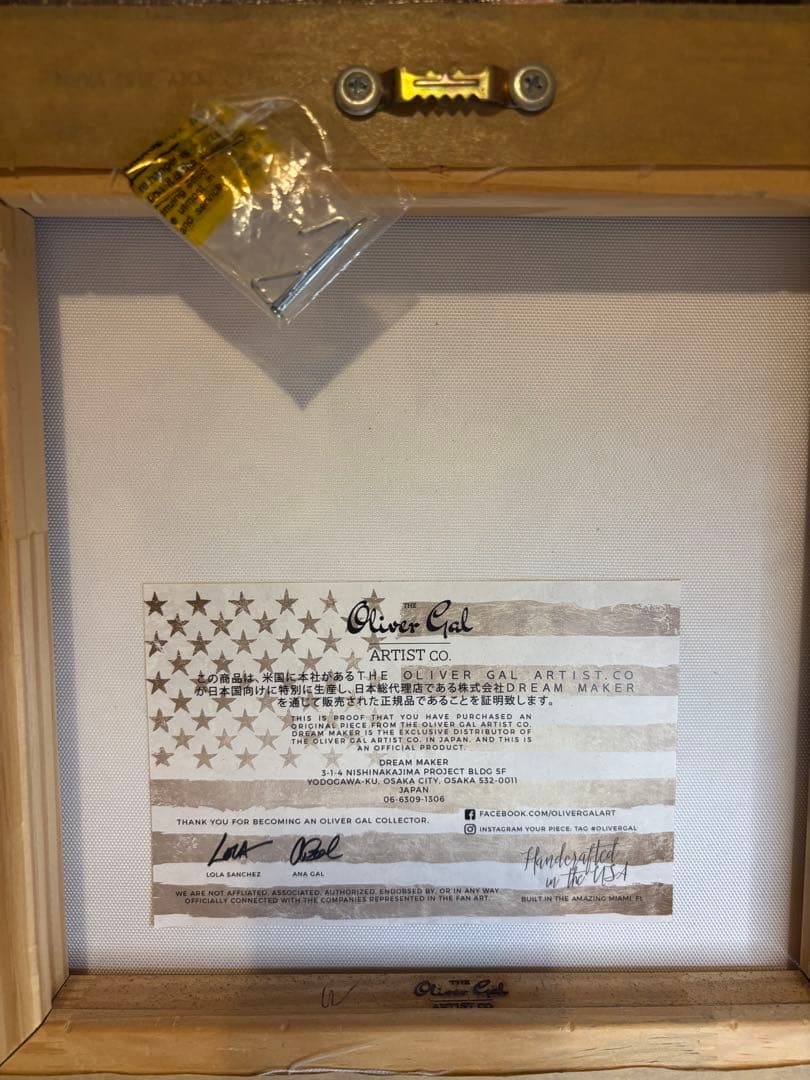 THE
Oliver Gal
ARTIST CO.
この商品は、米国に本社があるTHE OLIVER GAL ARTIST.CO
が日本国向けに特別に生産し、日本総代理店である株式会社DREAM MAKER
を通じて販売された正規品であることを証明致します。
THIS IS PROOF THAT YOU HAVE PURCHASED AN
ORIGINAL PIECE FROM THE OLIVER GAL ARTIST CO.
DREAM MAKER IS THE EXCLUSIVE DISTRIBUTOR OF
THE OLIVER GAL ARTIST CO. IN JAPAN. AND THIS IS
AN OFFICIAL PRODUCT.
DREAM MAKER
3-1-4 NISHINAKAJIMA PROJECT BLDG 5F
YODOGAWA-KU, OSAKA CITY, OSAKA 532-0011
JAPAN
06-6309-1306
THANK YOU FOR BECOMING AN OLIVER GAL COLLECTOR.
FACEBOOK.COM/OLIVERGALART
INSTAGRAM YOUR PIECE: TAG #OLIVERGAL
LOLA
LOLA SANCHEZ
ANA GAL
Handcrafted
in the USA
WE ARE NOT AFFLIATED, ASSOCIATED, AUTHORIZED, ENDORSED BY, OR IN ANY WAY
OFFICIALLY CONNECTED WITH THE COMPANIES REPRESENTED IN THE FAN ART.
BUILT IN THE AMAZING MIAMI, FL
THE
Oliver Gal
ARTIST CO.